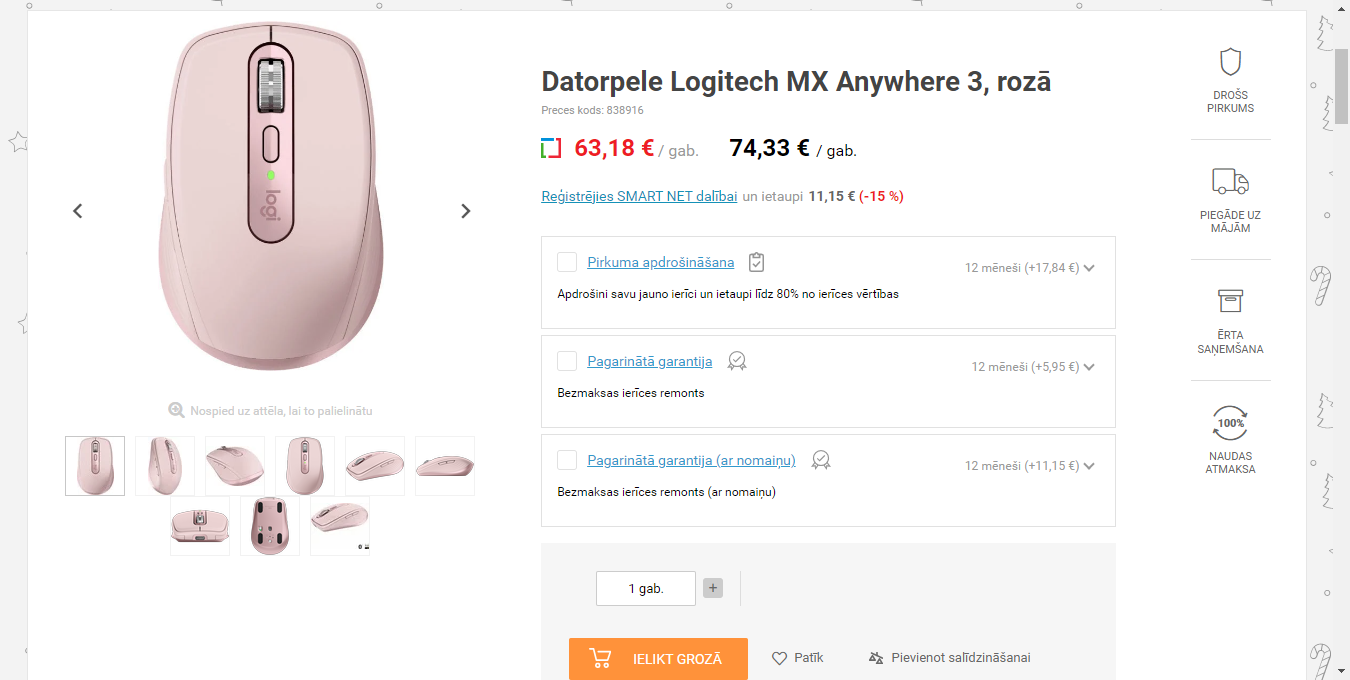 logi
Nospied uz attēla, lai to palielinātu
Datorpele Logitech MX Anywhere 3, rozā
Preces kods: 838916
63,18 € / gab. 74,33 € / gab.
Reģistrējies SMART NET dalībai un ietaupi 11,15 € (-15 %)
Pirkuma apdrošināšana 12 mēneši (+17,84 €)
Apdrošini savu jauno ierīci un ietaupi līdz 80% no ierīces vērtības
Pagarinātā garantija 12 mēneši (+5,95 €)
Bezmaksas ierīces remonts
Pagarinātā garantija (ar nomaiņu) 12 mēneši (+11,15 €)
Bezmaksas ierīces remonts (ar nomaiņu)
1 gab. +
IELIKT GROZĀ Patīk Pievienot salīdzināšanai
DROŠS
PIRKUMS
PIEGĀDE UZ
MĀJĀM
ĒRTA
SAŅEMŠANA
100%
NAUDAS
ATMAKSA